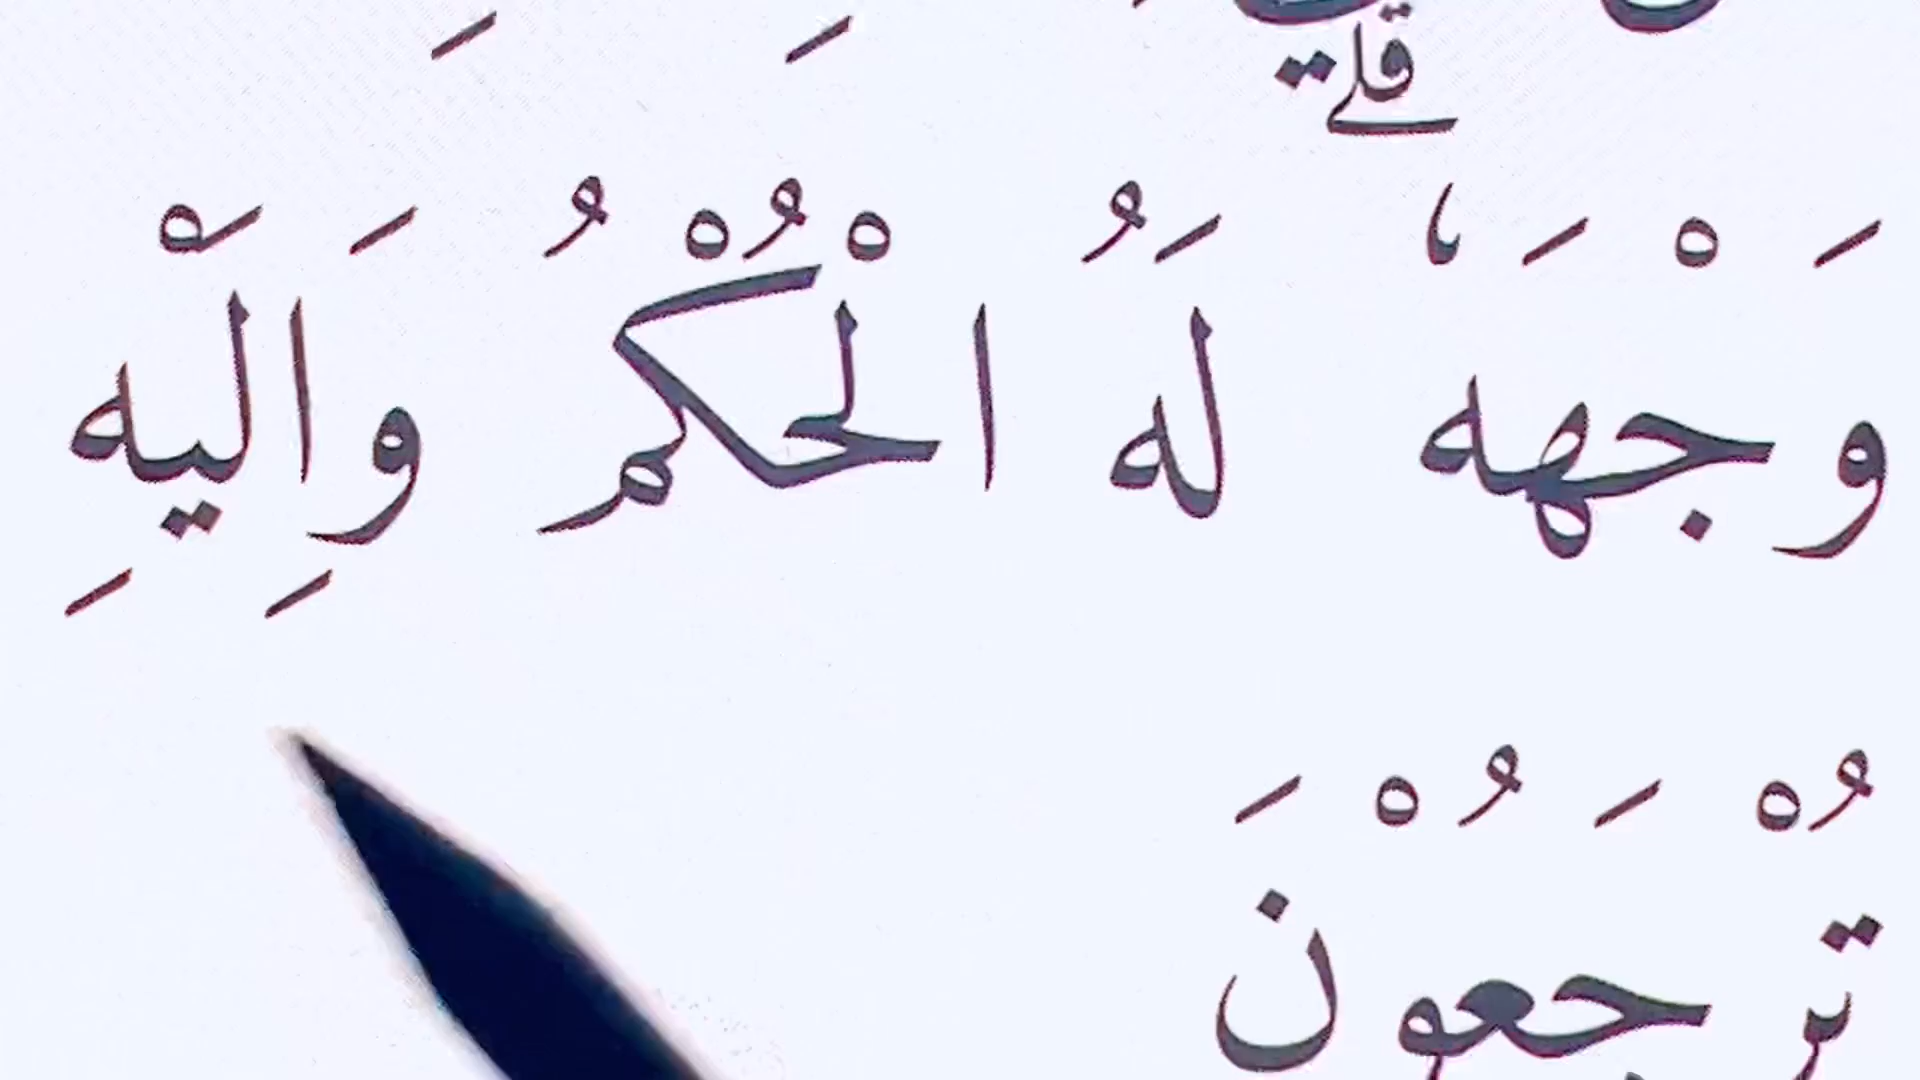 قلے
وَجْهَهٗ لَهُ الْحُكْمُ وَاِلَيْهِ
تُرْجَعُوْنَ